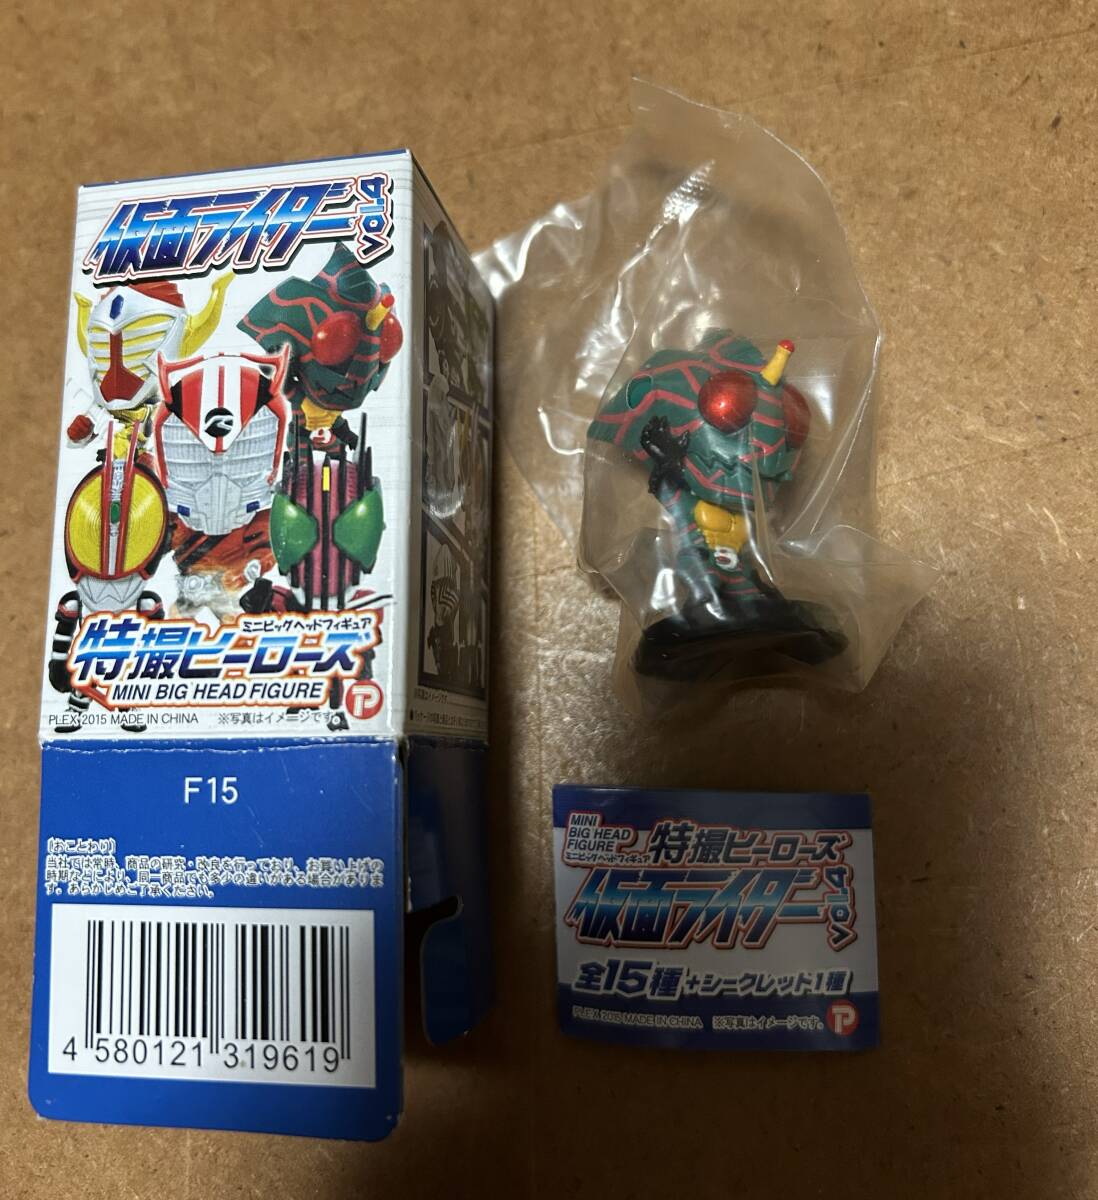 仮面ライダー
Vol.4
9
ミニビッグヘッドフィギュア
特撮ヒーローズ
MINI BIG HEAD FIGURE
PLEX 2015 MADE IN CHINA ※写真はイメージです。
F15
(おことわり)
当社では常時、商品の研究・改良を行っており、お買い上げの
時期などにより、同一商品でも多少の違いがある場合がありま
す。あらかじめご了承ください。
4 580121 319619
MINI
BIG HEAD
FIGURE
ミニビッグヘッドフィギュア
特撮ヒーローズ
仮面ライダー
Vol.4
全15種+シークレット1種
PLEX 2015 MADE IN CHINA ※写真はイメージです。